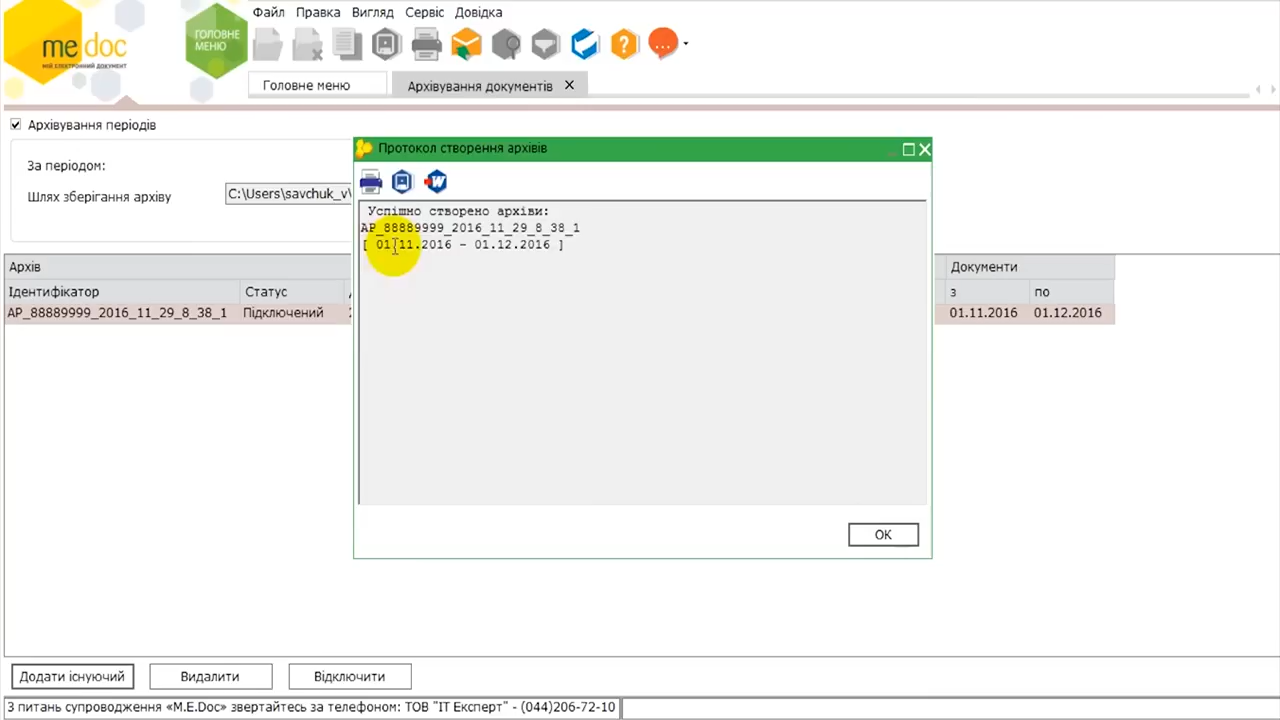 Файл Правка Вигляд Сервіс Довідка
me doc
МІЙ ЕЛЕКТРОННИЙ ДОКУМЕНТ
ГОЛОВНЕ
МЕНЮ
Головне меню
Архівування документів
Архівування періодів
За періодом:
Шлях зберігання архіву
C:\Users\savchuk_v\
Протокол створення архівів
Успішно створено архіви:
AP_88889999_2016_11_29_8_38_1
[ 01.11.2016 - 01.12.2016 ]
OK
Архів
Документи
Ідентифікатор Статус
з по
AP_88889999_2016_11_29_8_38_1 Підключений
01.11.2016 01.12.2016
Додати існуючий Видалити Відключити
З питань супроводження «M.E.Doc» звертайтесь за телефоном: ТОВ "ІТ Експерт" - (044)206-72-10